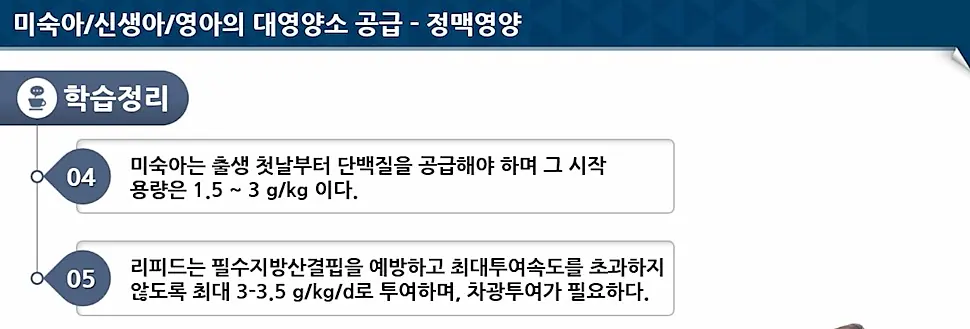 미숙아/신생아/영아의 대영양소 공급 - 정맥영양
학습정리
04
미숙아는 출생 첫날부터 단백질을 공급해야 하며 그 시작
용량은 1.5 ~ 3 g/kg 이다.
05
리피드는 필수지방산결핍을 예방하고 최대투여속도를 초과하지
않도록 최대 3-3.5 g/kg/d로 투여하며, 차광투여가 필요하다.